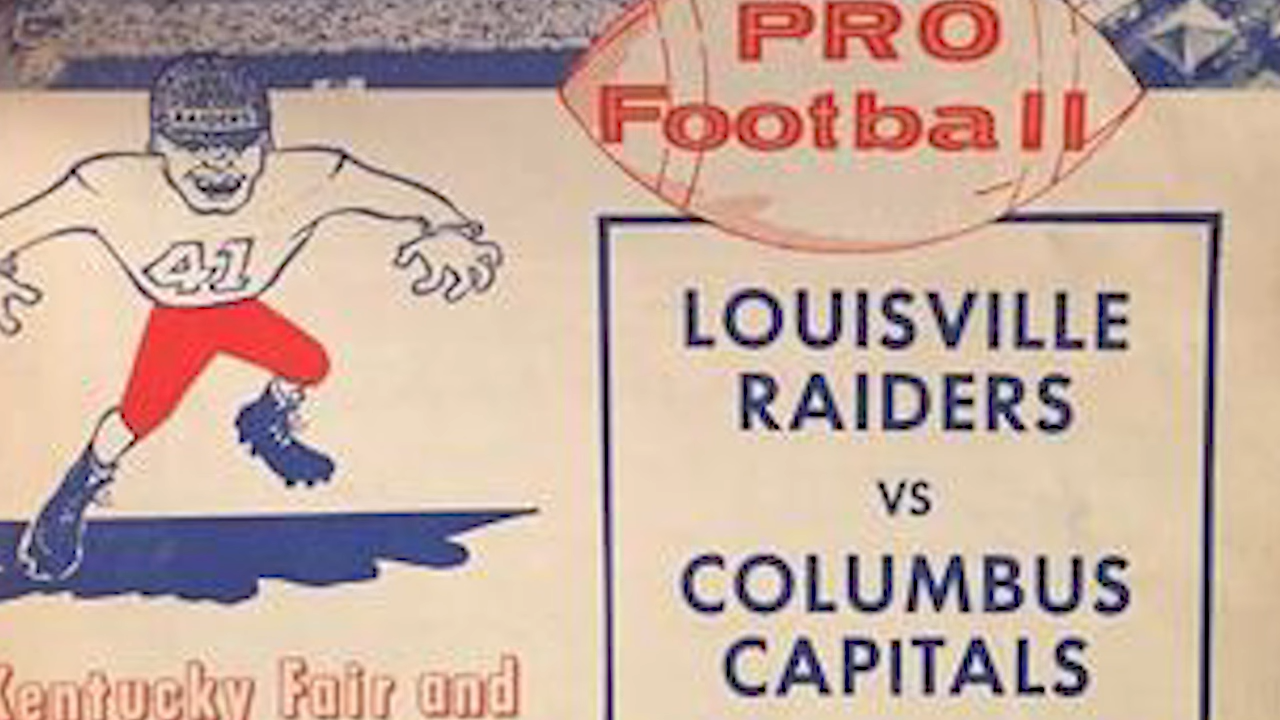 PRO
Football
RAIDERS
41
LOUISVILLE
RAIDERS
VS
COLUMBUS
CAPITALS
Kentucky Fair and